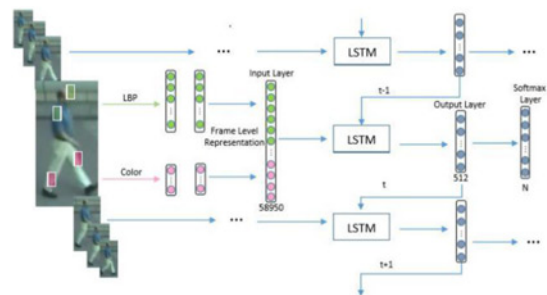 ...
LSTM
...
t-1
LBP
Input Layer
Frame Level
Representation
Color
58950
LSTM
Output Layer
512
Softmax
Layer
N
t
...
LSTM
...
t+1